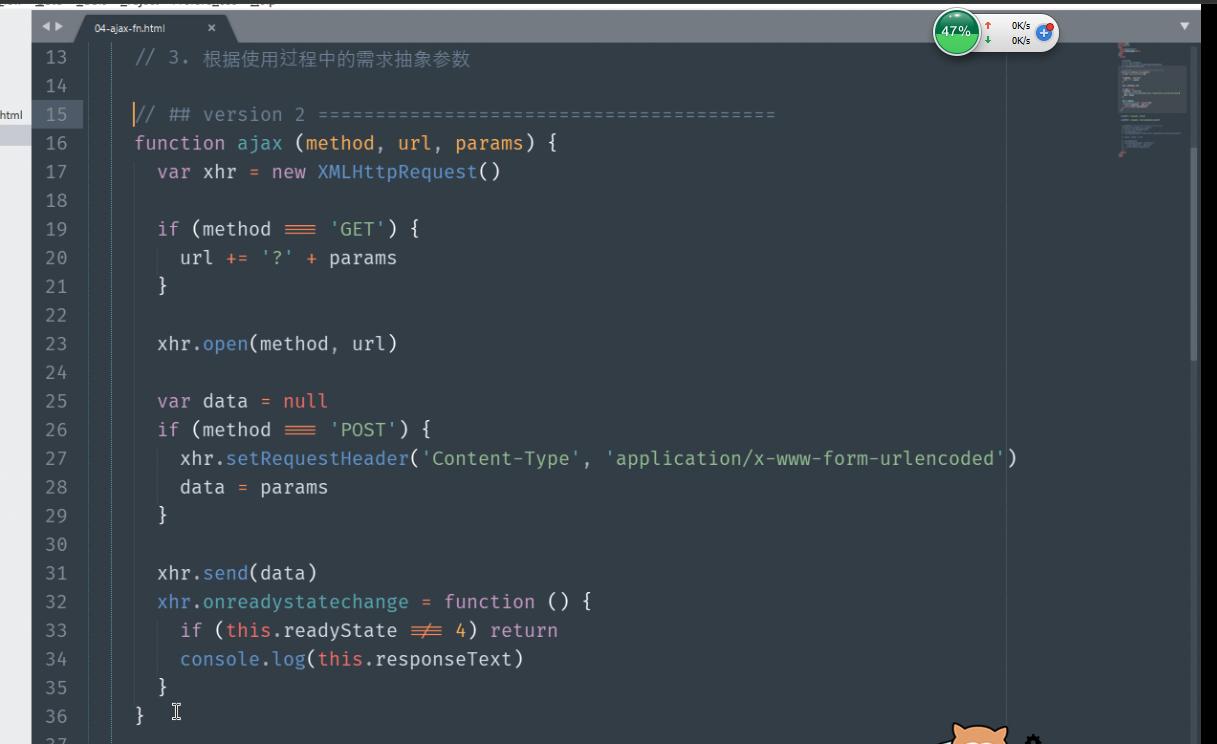 04-ajax-fn.html ×
47% 0K/s
0K/s
html
13 // 3. 根据使用过程中的需求抽象参数
14
15 // ## version 2 ========================================
16 function ajax (method, url, params) {
17 var xhr = new XMLHttpRequest()
18
19 if (method === 'GET') {
20 url += '?' + params
21 }
22
23 xhr.open(method, url)
24
25 var data = null
26 if (method === 'POST') {
27 xhr.setRequestHeader('Content-Type', 'application/x-www-form-urlencoded')
28 data = params
29 }
30
31 xhr.send(data)
32 xhr.onreadystatechange = function () {
33 if (this.readyState !== 4) return
34 console.log(this.responseText)
35 }
36 }
37